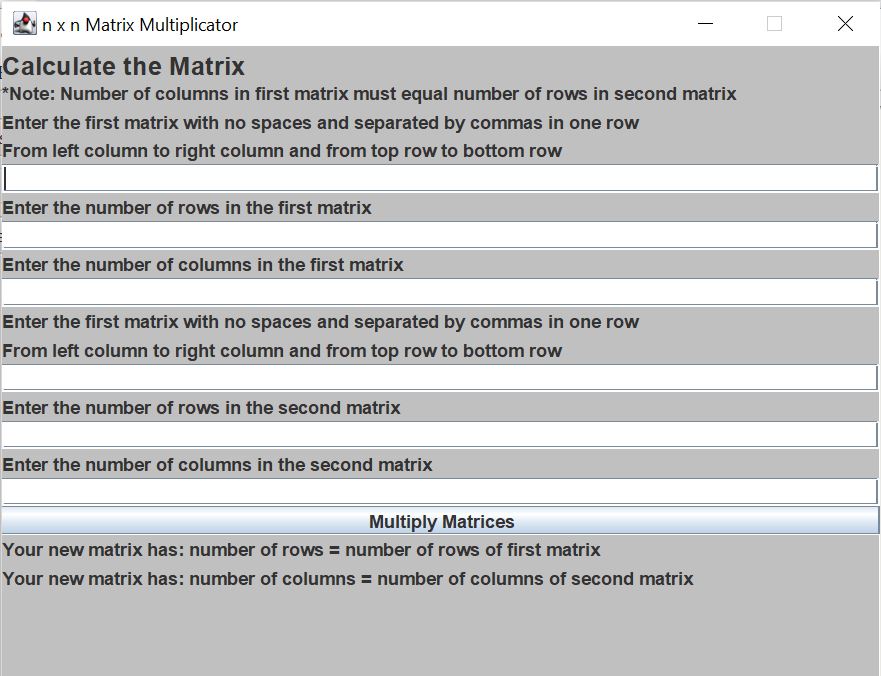 n x n Matrix Multiplicator
Calculate the Matrix
*Note: Number of columns in first matrix must equal number of rows in second matrix
Enter the first matrix with no spaces and separated by commas in one row
From left column to right column and from top row to bottom row
Enter the number of rows in the first matrix
Enter the number of columns in the first matrix
Enter the first matrix with no spaces and separated by commas in one row
From left column to right column and from top row to bottom row
Enter the number of rows in the second matrix
Enter the number of columns in the second matrix
Multiply Matrices
Your new matrix has: number of rows = number of rows of first matrix
Your new matrix has: number of columns = number of columns of second matrix